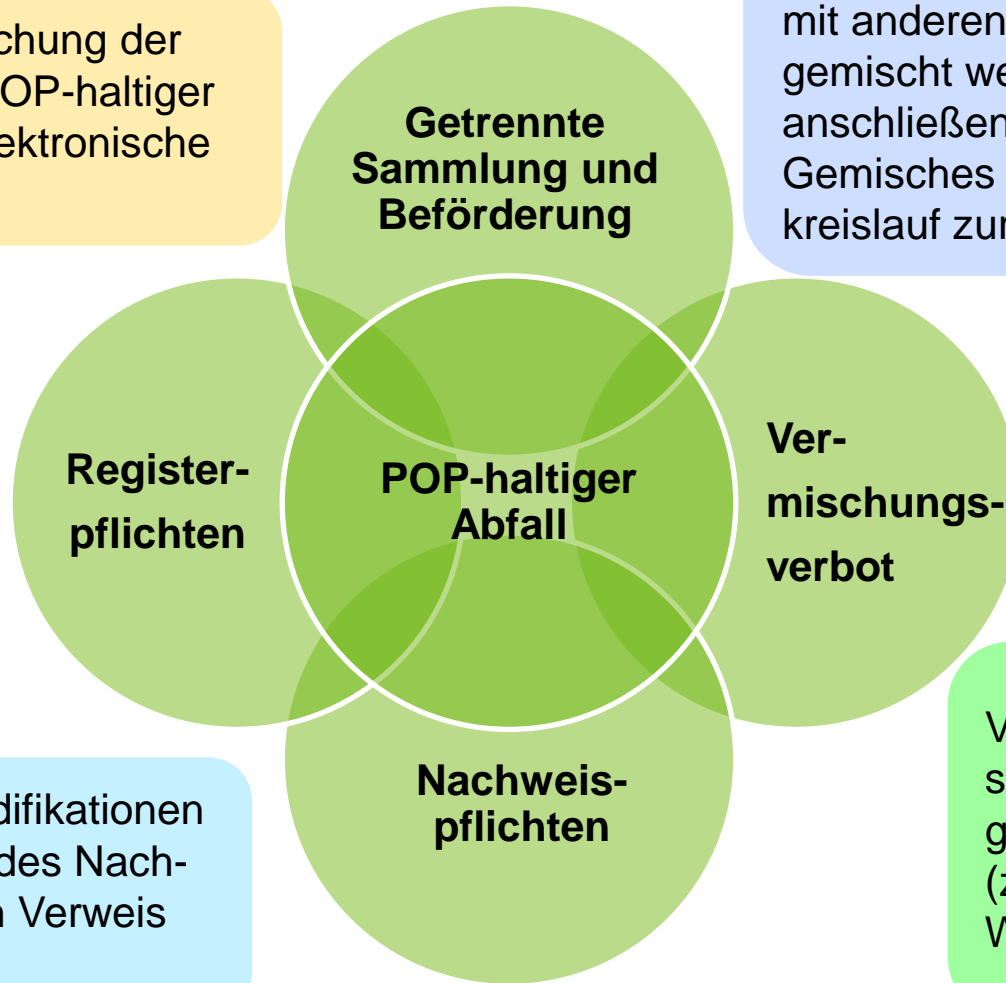 chung der
OP-haltiger
ektronische
mit anderen
gemischt we
anschließen
Gemisches
kreislauf zur
Getrennte
Sammlung und
Beförderung
Register-
pflichten
POP-haltiger
Abfall
Ver-
mischungs-
verbot
Nachweis-
pflichten
difikationen
des Nach-
n Verweis
V
s
g
(z
W